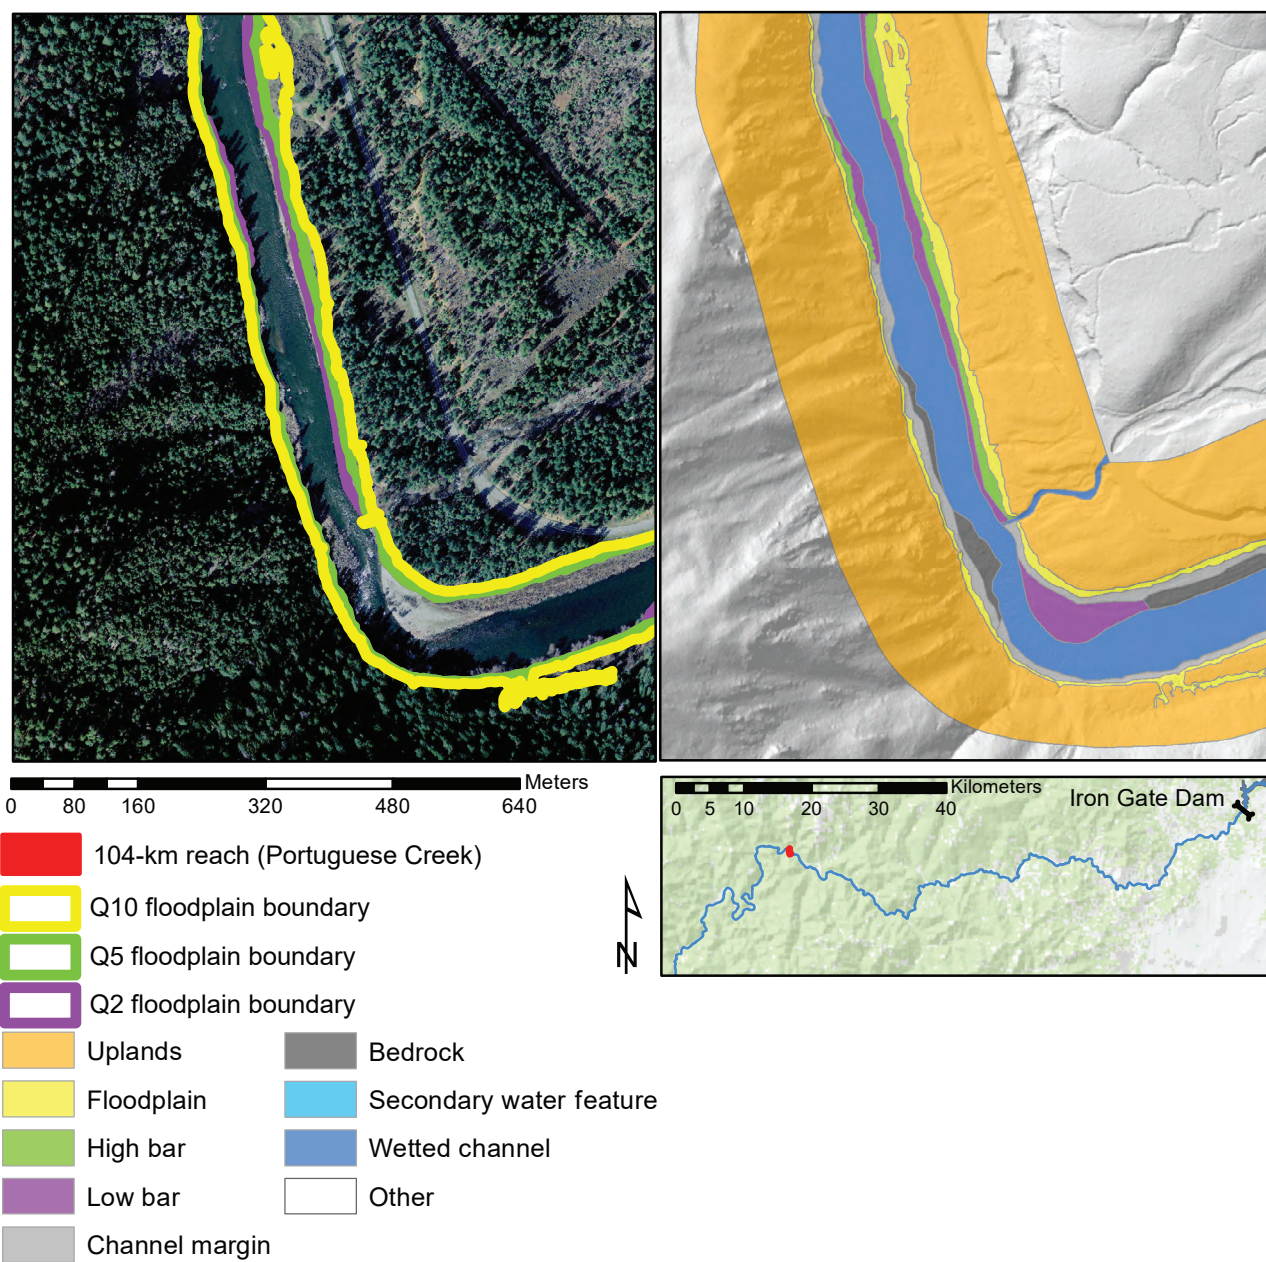 Meters
0 80 160 320 480 640
Kilometers
0 5 10 20 30 40
Iron Gate Dam
104-km reach (Portuguese Creek)
Q10 floodplain boundary
Q5 floodplain boundary
Q2 floodplain boundary
N
Uplands
Floodplain
High bar
Low bar
Channel margin
Bedrock
Secondary water feature
Wetted channel
Other